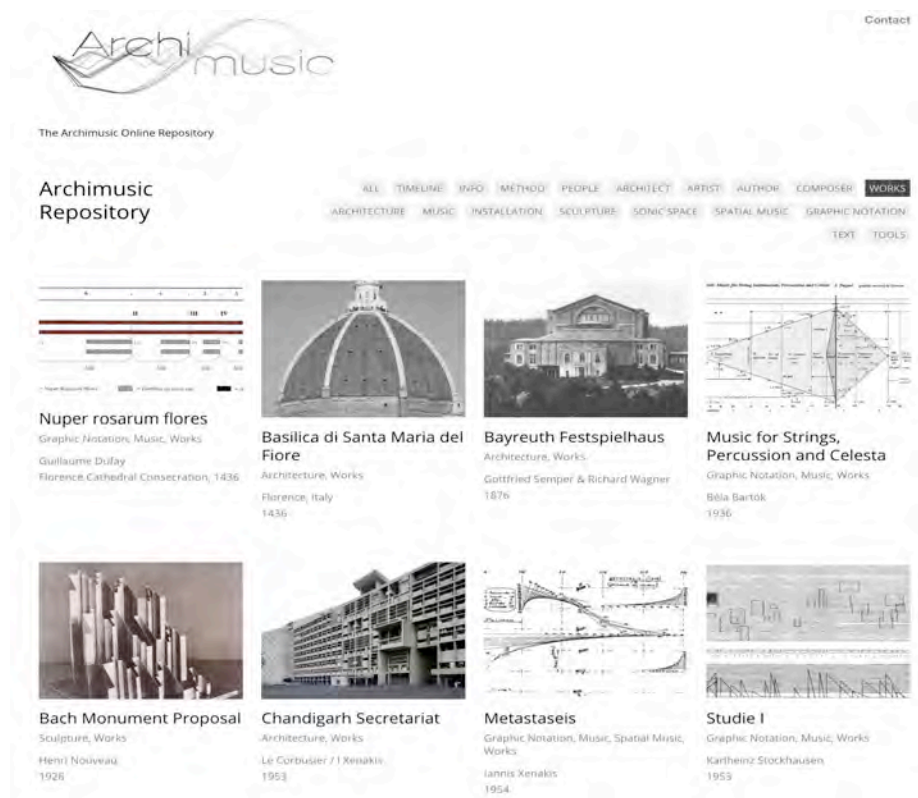 Contact
Archi
music
The Archimusic Online Repository
Archimusic
Repository
ALL TIMELINE INFO METHOD PEOPLE ARCHITECT ARTIST AUTHOR COMPOSER WORKS
ARCHITECTURE MUSIC INSTALLATION SCULPTURE SONIC SPACE SPATIAL MUSIC GRAPHIC NOTATION
TEXT TOOLS
Nuper rosarum flores
Graphic Notation, Music, Works
Guillaume Dufay
Florence Cathedral Consecration, 1436
Basilica di Santa Maria del
Fiore
Architecture, Works
Florence, Italy
1436
Bayreuth Festspielhaus
Architecture, Works
Gottfried Semper & Richard Wagner
1876
Music for Strings,
Percussion and Celesta
Graphic Notation, Music, Works
Béla Bartók
1936
Bach Monument Proposal
Sculpture, Works
Henri Nouveau
1926
Chandigarh Secretariat
Architecture, Works
Le Corbusier / I Xenakis
1953
Metastaseis
Graphic Notation, Music, Spatial Music,
Works
Iannis Xenakis
1954
Studie I
Graphic Notation, Music, Works
Karlheinz Stockhausen
1953